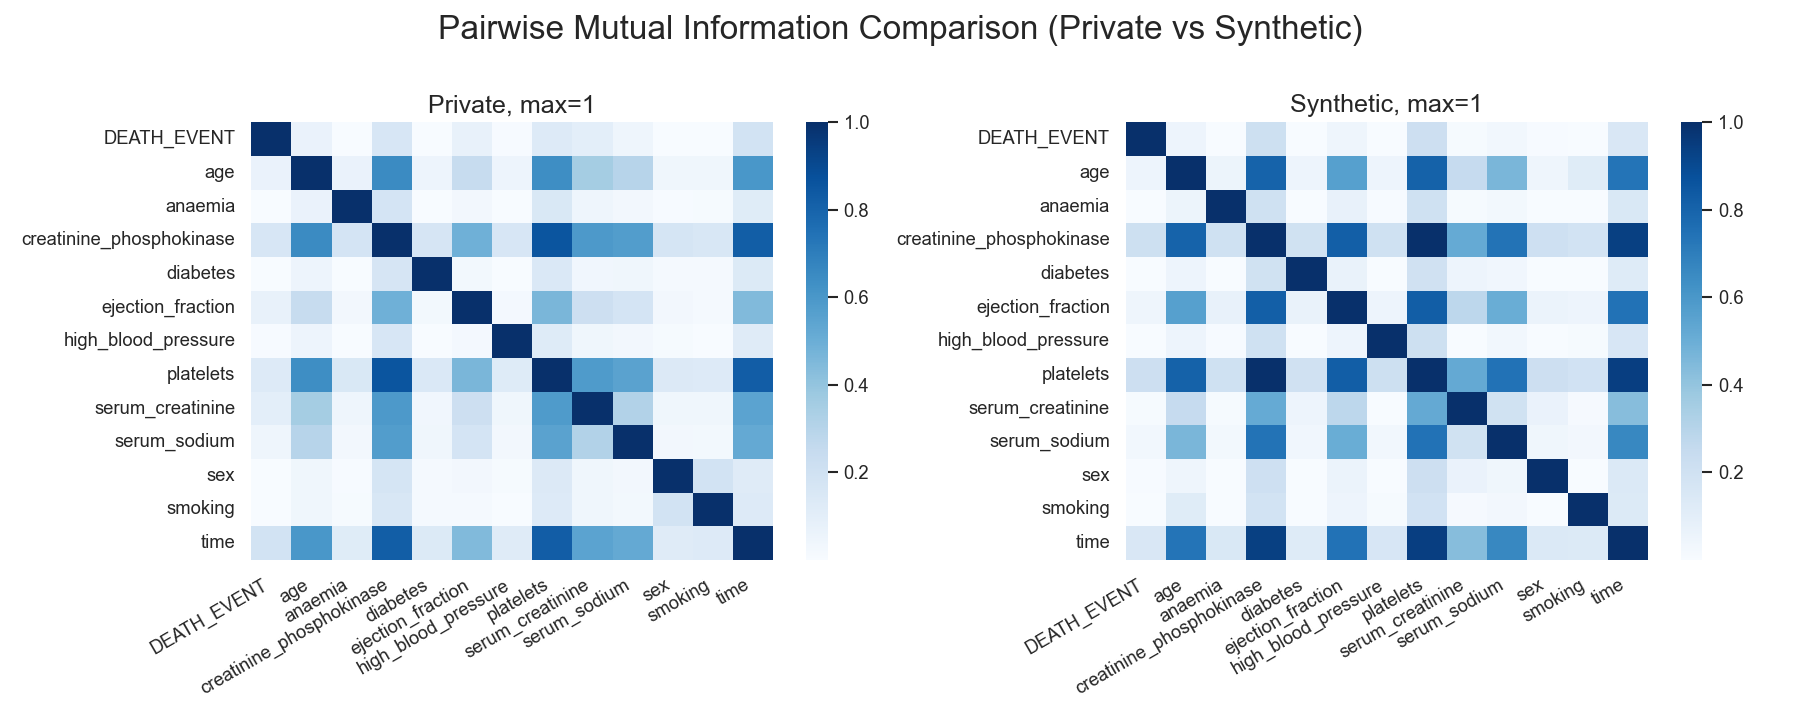 Pairwise Mutual Information Comparison (Private vs Synthetic)
Private, max=1
DEATH_EVENT
age
anaemia
creatinine_phosphokinase
diabetes
ejection_fraction
high_blood_pressure
platelets
serum_creatinine
serum_sodium
sex
smoking
time
DEATH_EVENT
age
anaemia
creatinine_phosphokinase
diabetes
ejection_fraction
high_blood_pressure
platelets
serum_creatinine
serum_sodium
sex
smoking
time
1.0
0.8
0.6
0.4
0.2
Synthetic, max=1
DEATH_EVENT
age
anaemia
creatinine_phosphokinase
diabetes
ejection_fraction
high_blood_pressure
platelets
serum_creatinine
serum_sodium
sex
smoking
time
DEATH_EVENT
age
anaemia
creatinine_phosphokinase
diabetes
ejection_fraction
high_blood_pressure
platelets
serum_creatinine
serum_sodium
sex
smoking
time
1.0
0.8
0.6
0.4
0.2